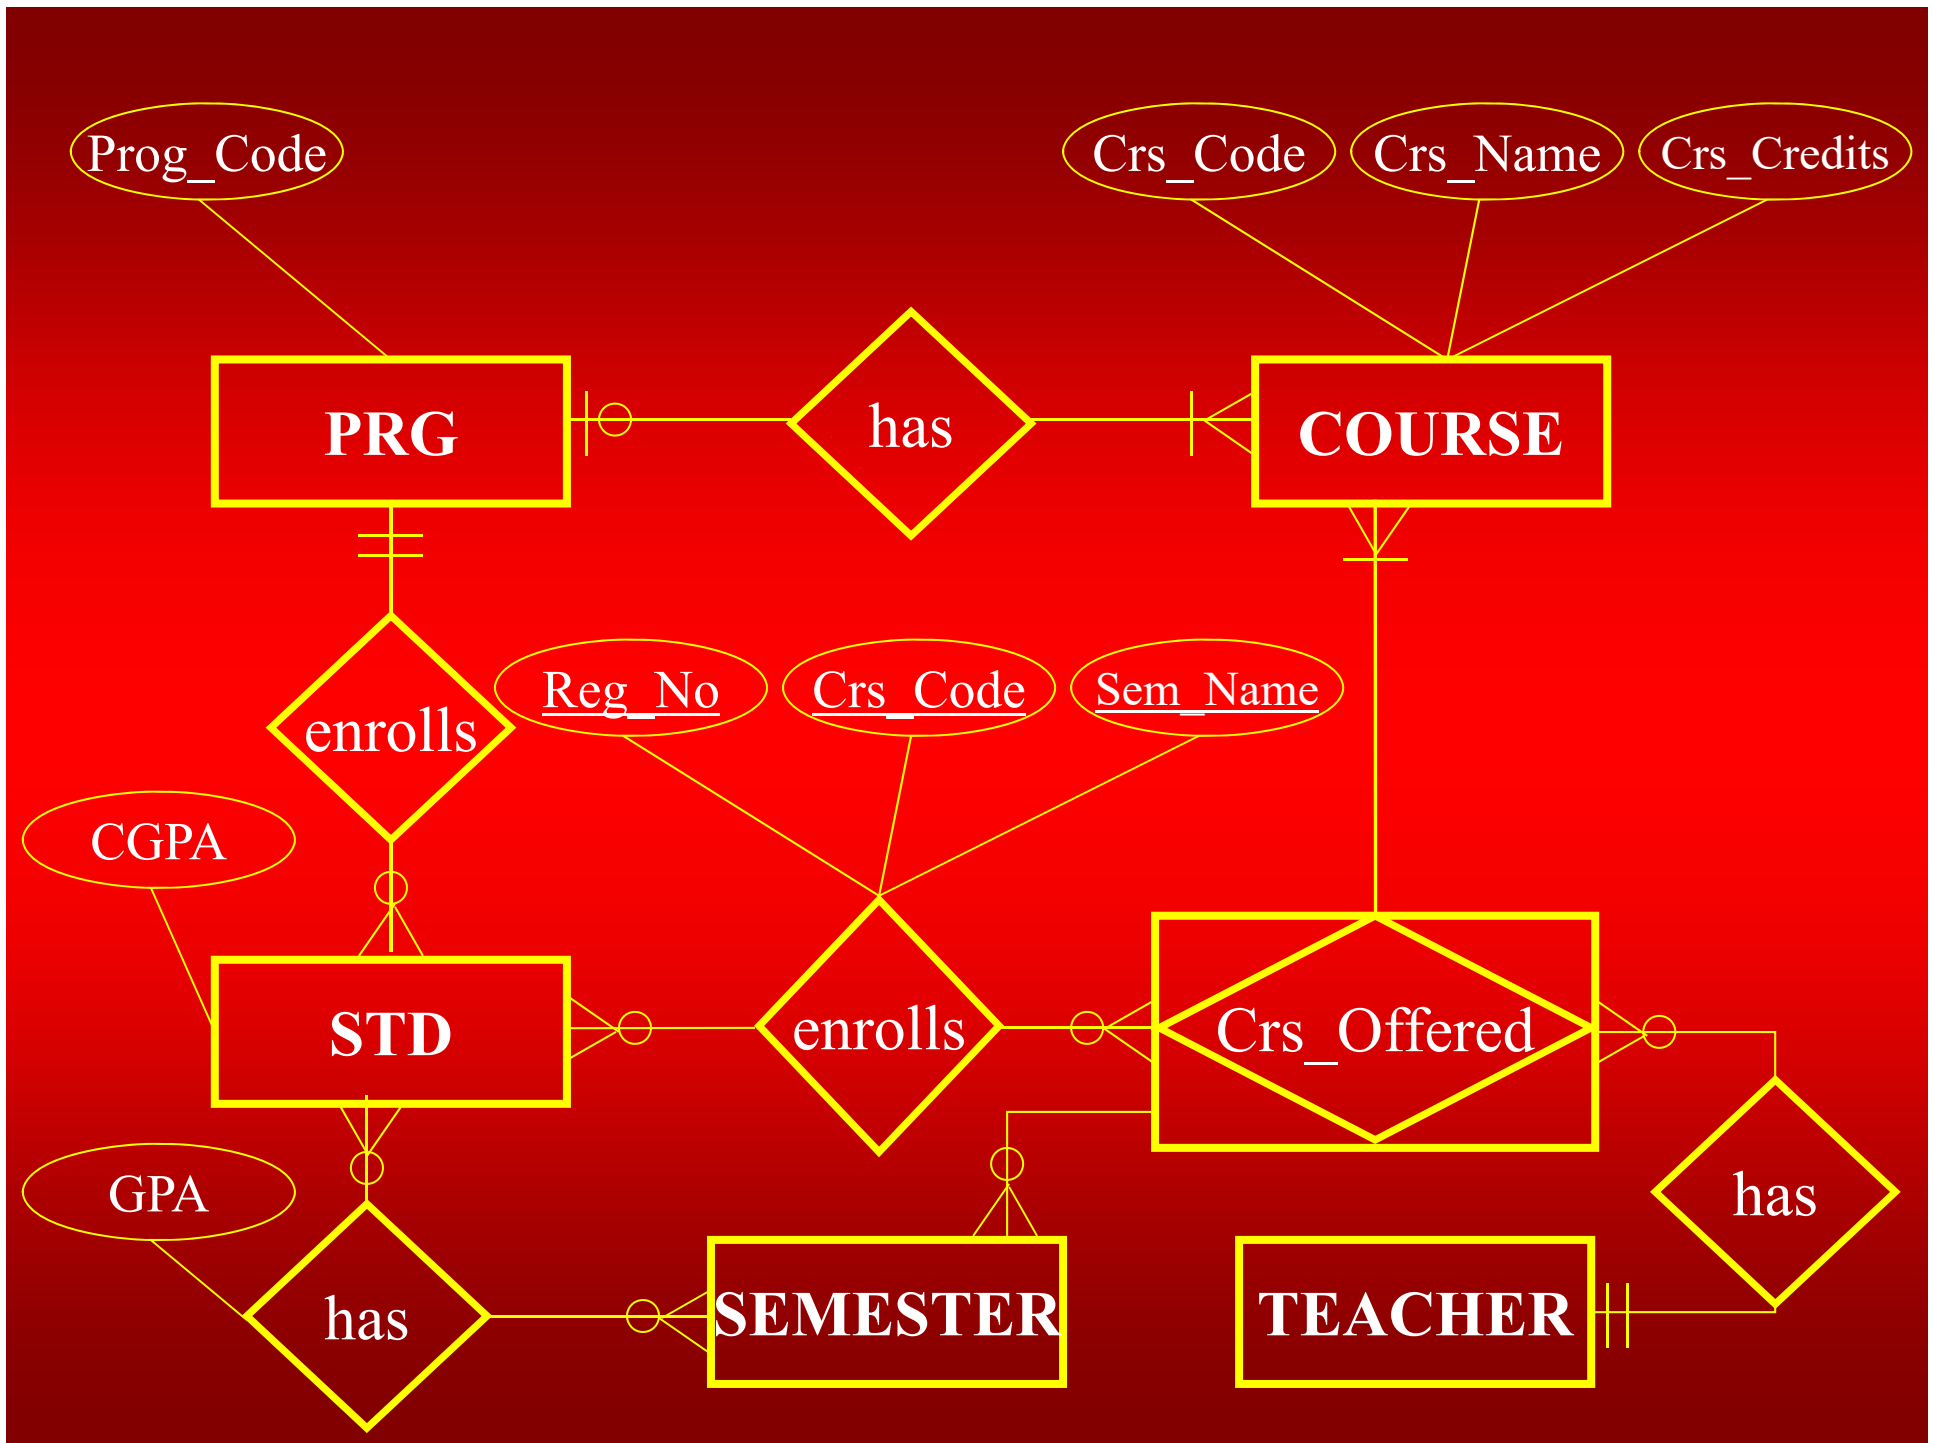 Prog_Code
Crs_Code
Crs_Name
Crs_Credits
PRG
has
COURSE
enrolls
Reg_No
Crs_Code
Sem_Name
CGPA
STD
enrolls
Crs_Offered
GPA
has
has
SEMESTER
TEACHER